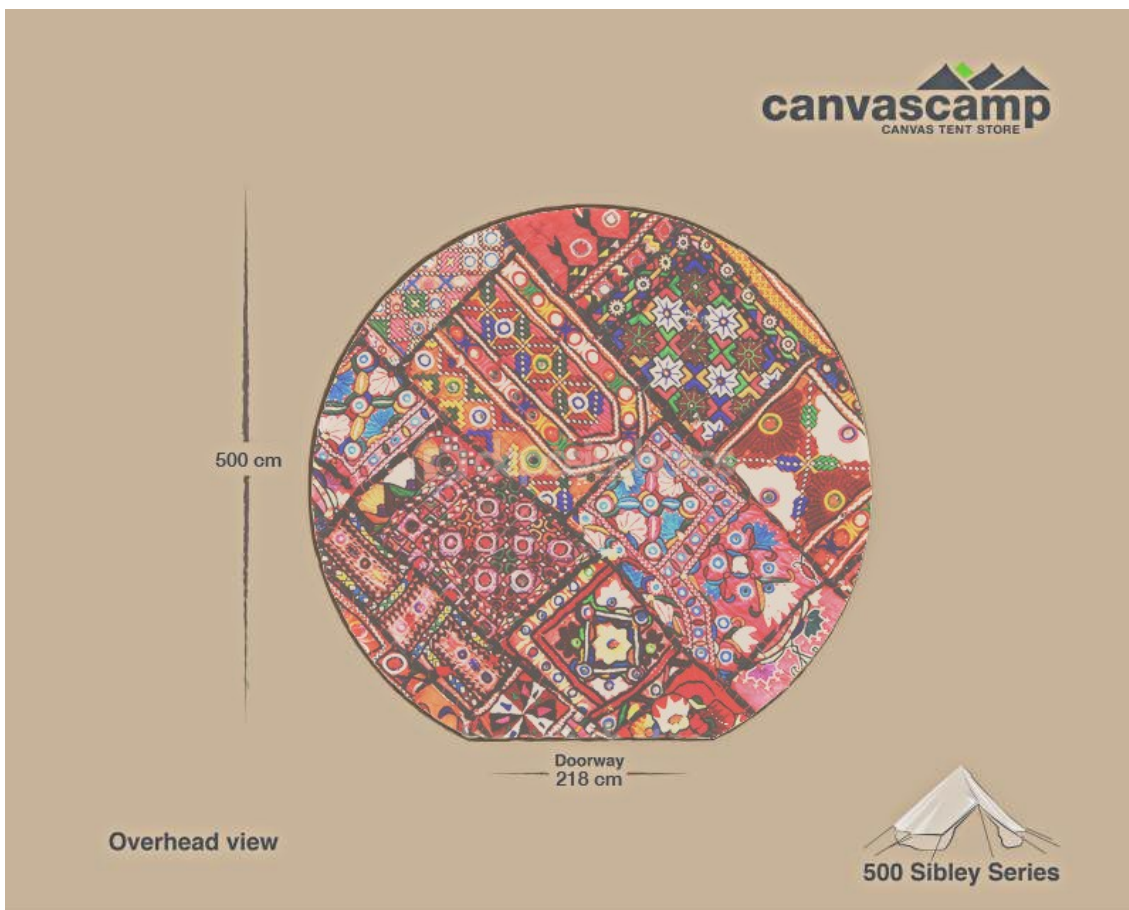 canvascamp
CANVAS TENT STORE
500 cm
Doorway
218 cm
Overhead view
500 Sibley Series